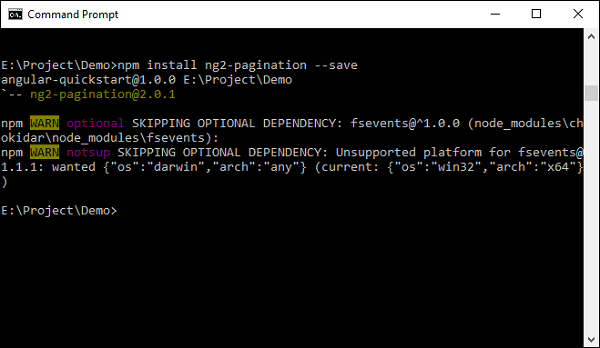 Command Prompt
E:\Project\Demo>npm install ng2-pagination --save
angular-quickstart@1.0.0 E:\Project\Demo
`-- ng2-pagination@2.0.1
npm WARN optional SKIPPING OPTIONAL DEPENDENCY: fsevents@^1.0.0 (node_modules\ch
okidar\node_modules\fsevents):
npm WARN notsup SKIPPING OPTIONAL DEPENDENCY: Unsupported platform for fsevents@
1.1.1: wanted {"os":"darwin","arch":"any"} (current: {"os":"win32","arch":"x64"}
)
E:\Project\Demo>